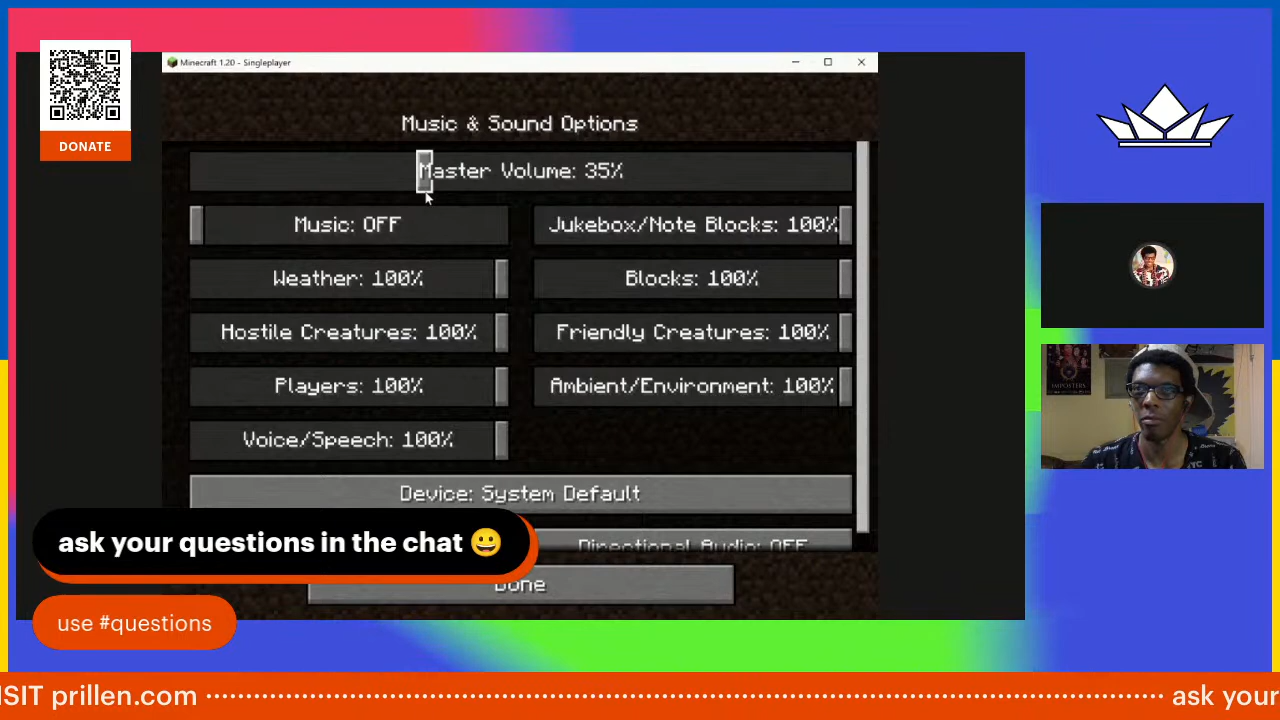 DONATE
Minecraft 1.20 - Singleplayer
Music & Sound Options
Master Volume: 35%
Music: OFF
Jukebox/Note Blocks: 100%
Weather: 100%
Blocks: 100%
Hostile Creatures: 100%
Friendly Creatures: 100%
Players: 100%
Ambient/Environment: 100%
Voice/Speech: 100%
Device: System Default
Directional Audio: OFF
Done
ask your questions in the chat 😀
use #questions
IMPOSTERS
ISIT prillen.com
ask your